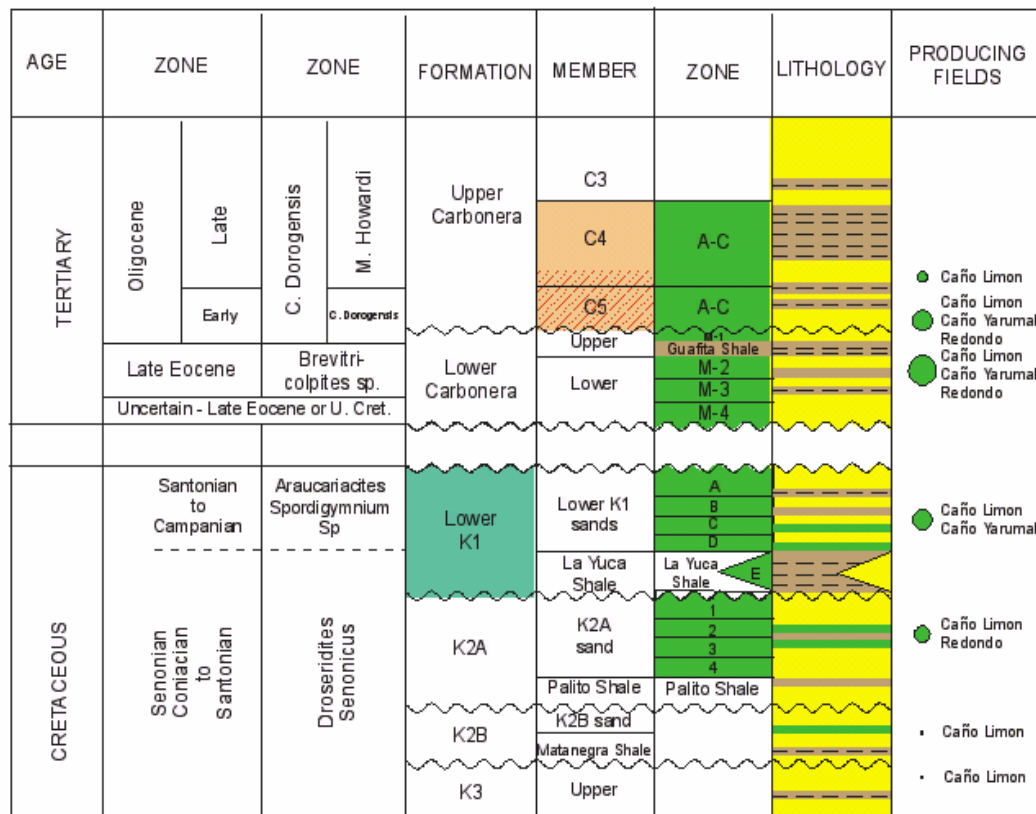 AGE
ZONE
ZONE
FORMATION
MEMBER
ZONE
LITHOLOGY
PRODUCING
FIELDS
TERTIARY
Oligocene
Late
Early
C. Dorogensis
M. Howardi
C. Dorogensis
Late Eocene
Brevitri-
colpites sp.
Uncertain - Late Eocene or U. Cret.
Upper
Carbonera
Lower
Carbonera
C3
C4
C5
Upper
Lower
A-C
A-C
M-1
Guafita Shale
M-2
M-3
M-4
Caño Limon
Caño Limon
Caño Yarumal
Redondo
Caño Limon
Caño Yarumal
Redondo
CRETACEOUS
Santonian
to
Campanian
Senonian
Coniacian
to
Santonian
Araucariacites
Spordigymnium
Sp
Droseridites
Senonicus
Lower
K1
K2A
K2B
K3
Lower K1
sands
La Yuca
Shale
K2A
sand
Palito Shale
K2B sand
Matanegra Shale
Upper
A
B
C
D
La Yuca
Shale
E
1
2
3
4
Palito Shale
Caño Limon
Caño Yarumal
Caño Limon
Redondo
Caño Limon
Caño Limon